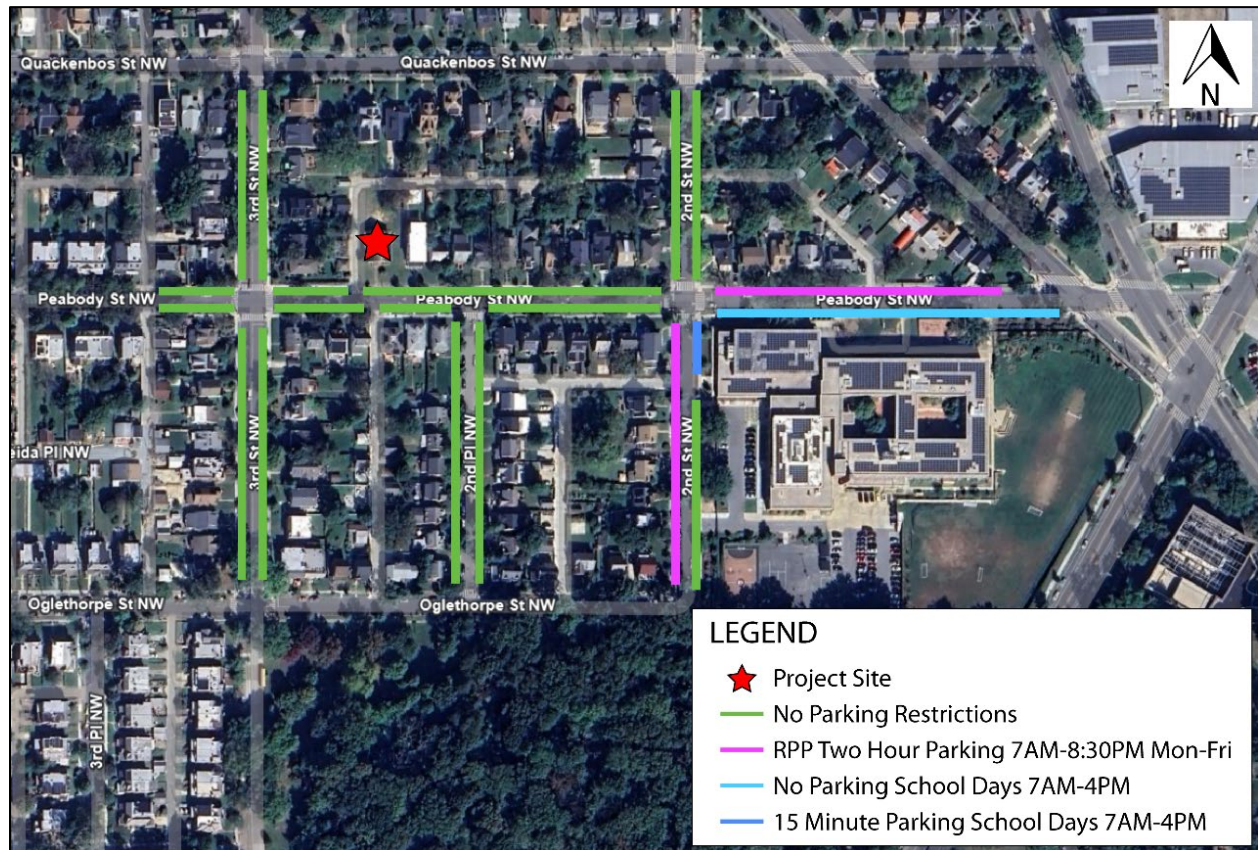 Quackenbos St NW
Quackenbos St NW
N
3rd St NW
2nd St NW
Peabody St NW
Peabody St NW
Peabody St NW
eida Pl NW
3rd St NW
2nd Pl NW
2nd St NW
Oglethorpe St NW
Oglethorpe St NW
3rd Pl NW
LEGEND
Project Site
No Parking Restrictions
RPP Two Hour Parking 7AM-8:30PM Mon-Fri
No Parking School Days 7AM-4PM
15 Minute Parking School Days 7AM-4PM